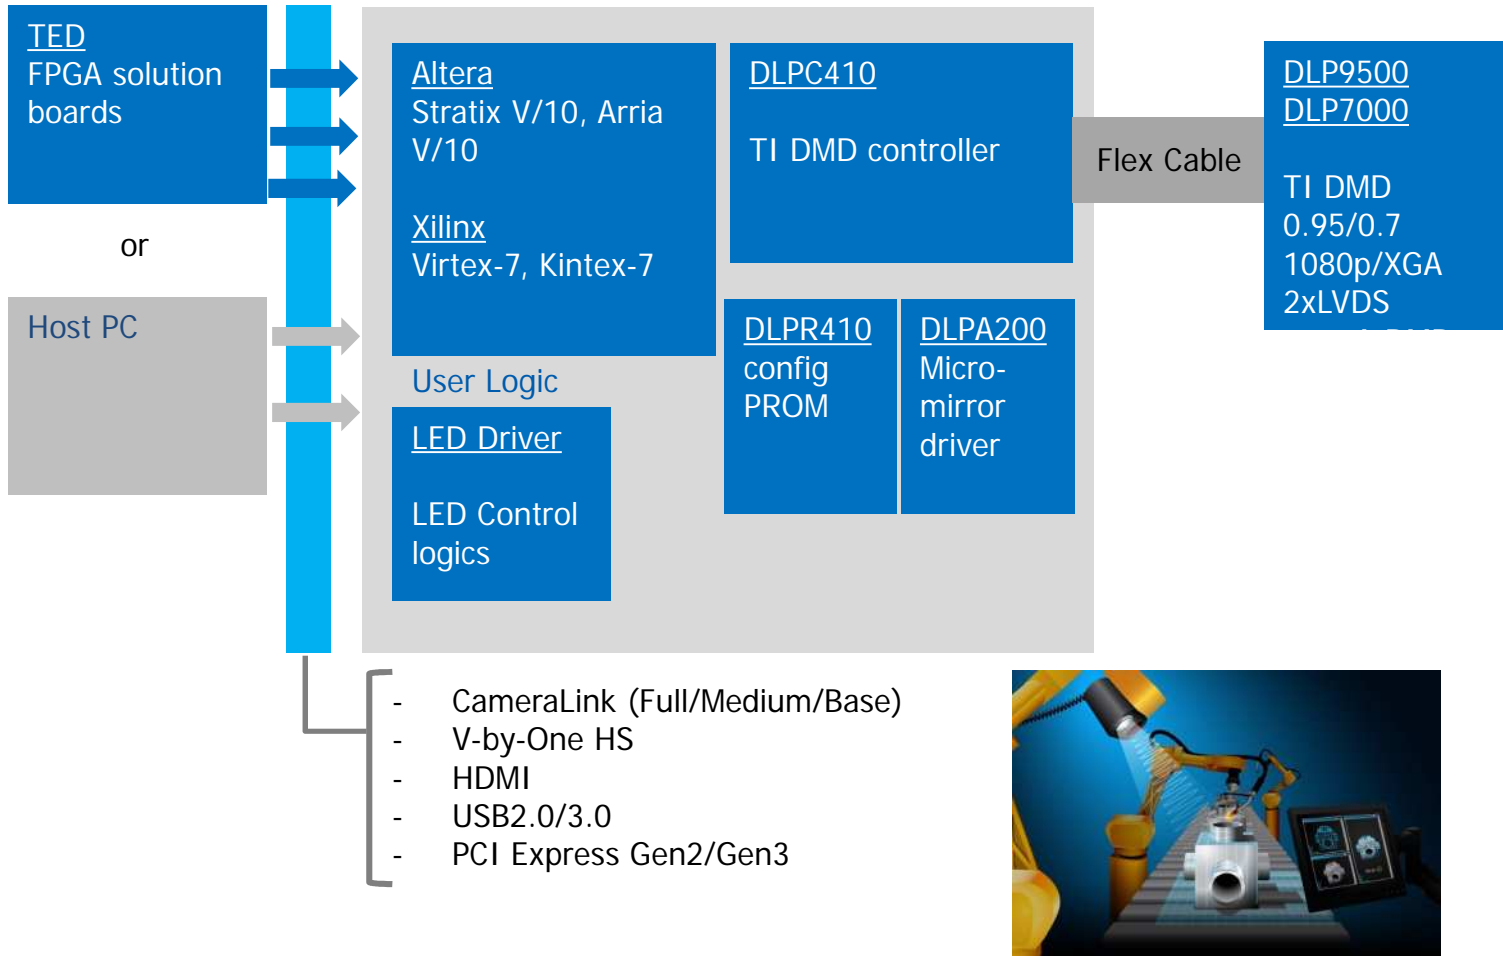 TED
FPGA solution
boards
or
Host PC
Altera
Stratix V/10, Arria
V/10
Xilinx
Virtex-7, Kintex-7
User Logic
LED Driver
LED Control
logics
DLPC410
TI DMD controller
DLPR410
config
PROM
DLPA200
Micro-
mirror
driver
Flex Cable
DLP9500
DLP7000
TI DMD
0.95/0.7
1080p/XGA
2xLVDS
- CameraLink (Full/Medium/Base)
- V-by-One HS
- HDMI
- USB2.0/3.0
- PCI Express Gen2/Gen3